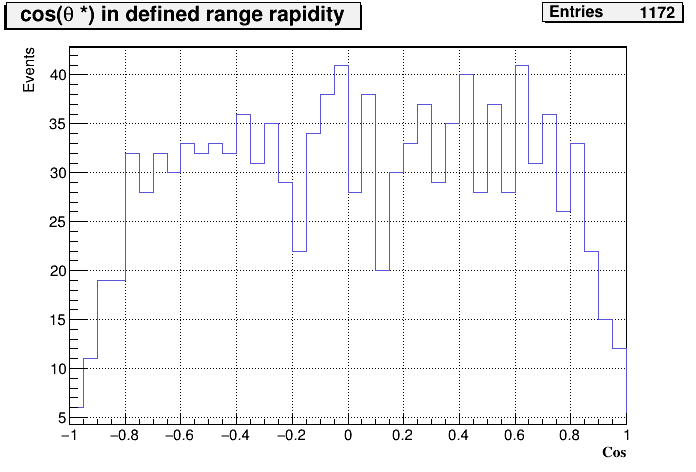 cos(θ *) in defined range rapidity
Entries 1172
Events
40
35
30
25
20
15
10
5
−1 −0.8 −0.6 −0.4 −0.2 0 0.2 0.4 0.6 0.8 1
Cos